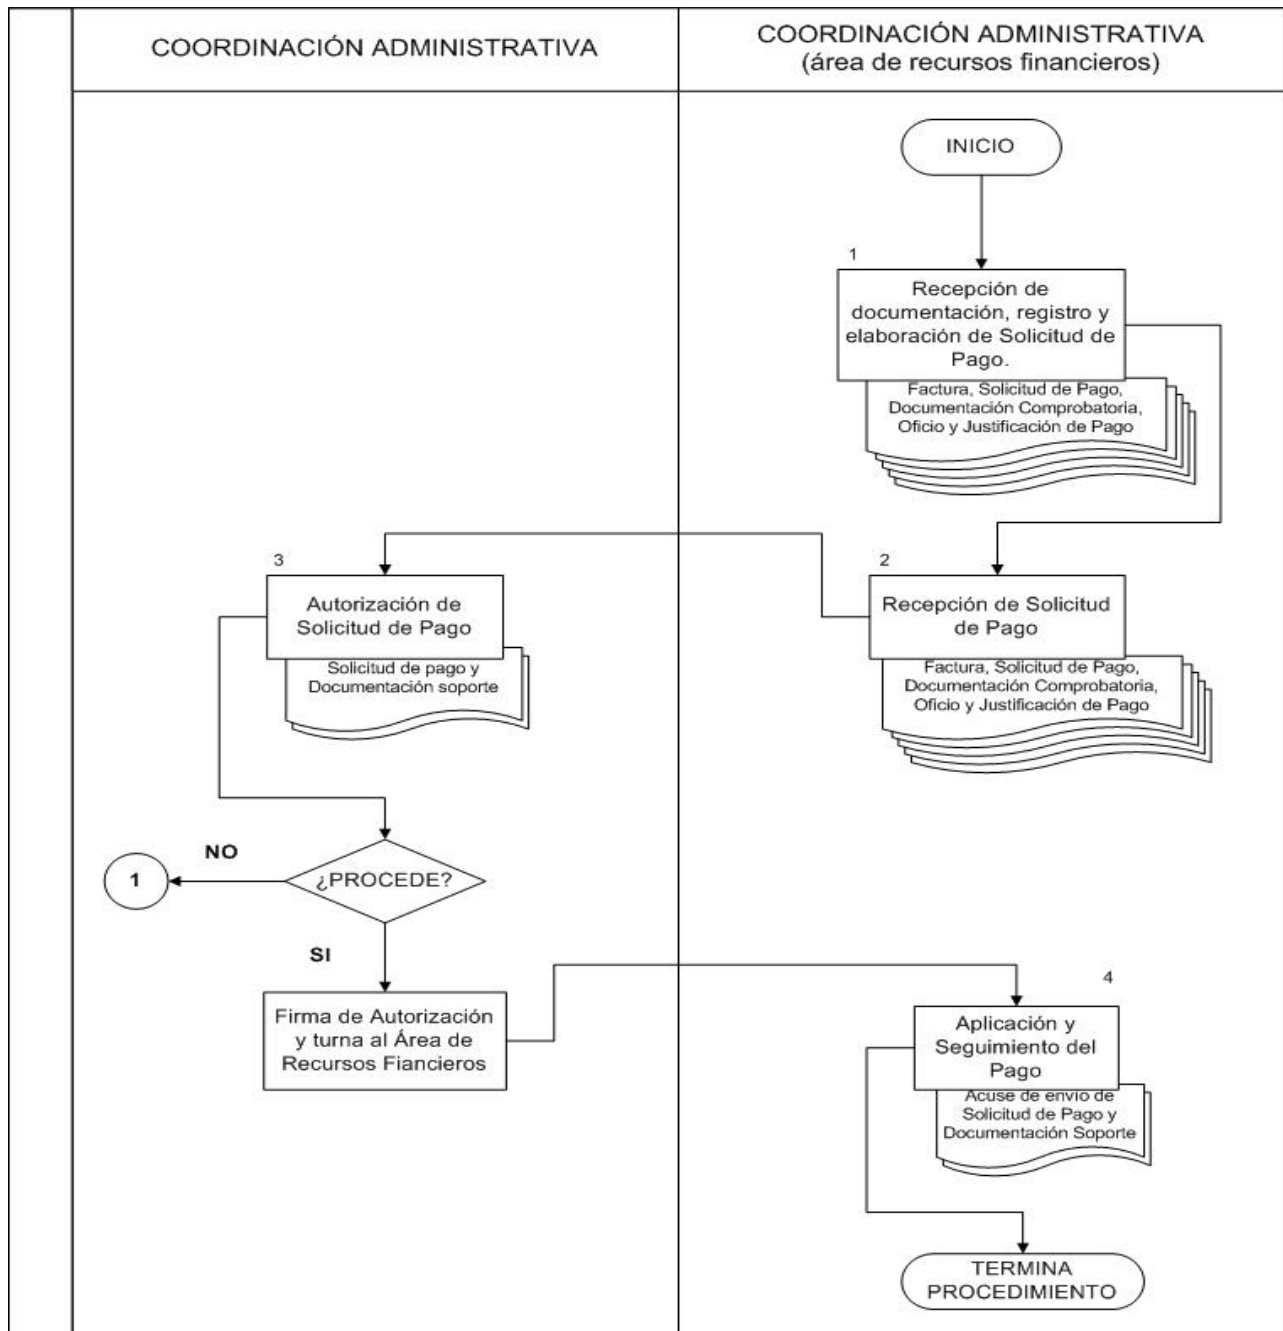 COORDINACIÓN ADMINISTRATIVA
COORDINACIÓN ADMINISTRATIVA
(área de recursos financieros)
INICIO
1
Recepción de
documentación, registro y
elaboración de Solicitud de
Pago.
Factura, Solicitud de Pago,
Documentación Comprobatoria,
Oficio y Justificación de Pago
2
Recepción de Solicitud
de Pago
Factura, Solicitud de Pago,
Documentación Comprobatoria,
Oficio y Justificación de Pago
3
Autorización de
Solicitud de Pago
Solicitud de pago y
Documentación soporte
¿PROCEDE?
NO
1
SI
Firma de Autorización
y turna al Área de
Recursos Fiancieros
4
Aplicación y
Seguimiento del
Pago
Acuse de envío de
Solicitud de Pago y
Documentación Soporte
TERMINA
PROCEDIMIENTO